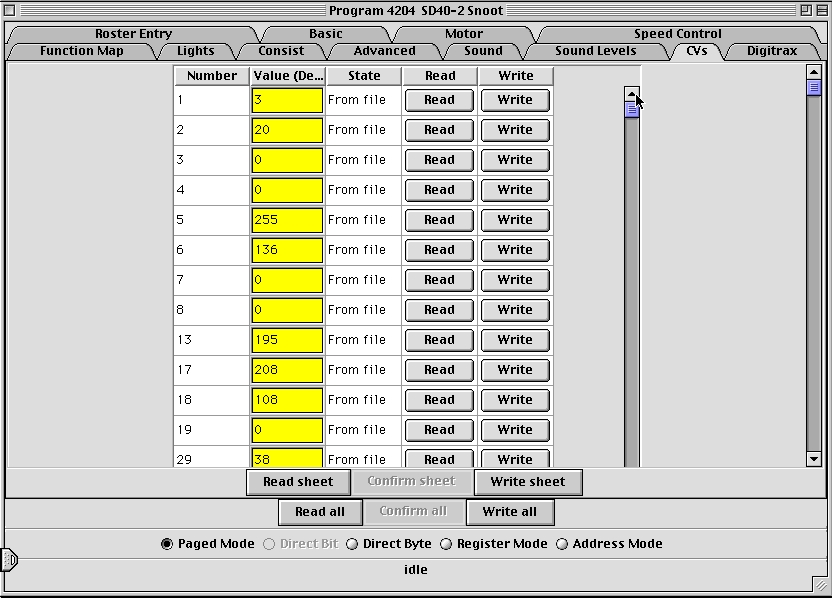 Program 4204 SD40-2 Snoot
Roster Entry Basic Motor Speed Control
Function Map Lights Consist Advanced Sound Sound Levels CVs Digitrax
Number Value (De... State Read Write
1 3 From file Read Write
2 20 From file Read Write
3 0 From file Read Write
4 0 From file Read Write
5 255 From file Read Write
6 136 From file Read Write
7 0 From file Read Write
8 0 From file Read Write
13 195 From file Read Write
17 208 From file Read Write
18 108 From file Read Write
19 0 From file Read Write
29 38 From file Read Write
Read sheet Confirm sheet Write sheet
Read all Confirm all Write all
Paged Mode Direct Bit Direct Byte Register Mode Address Mode
idle